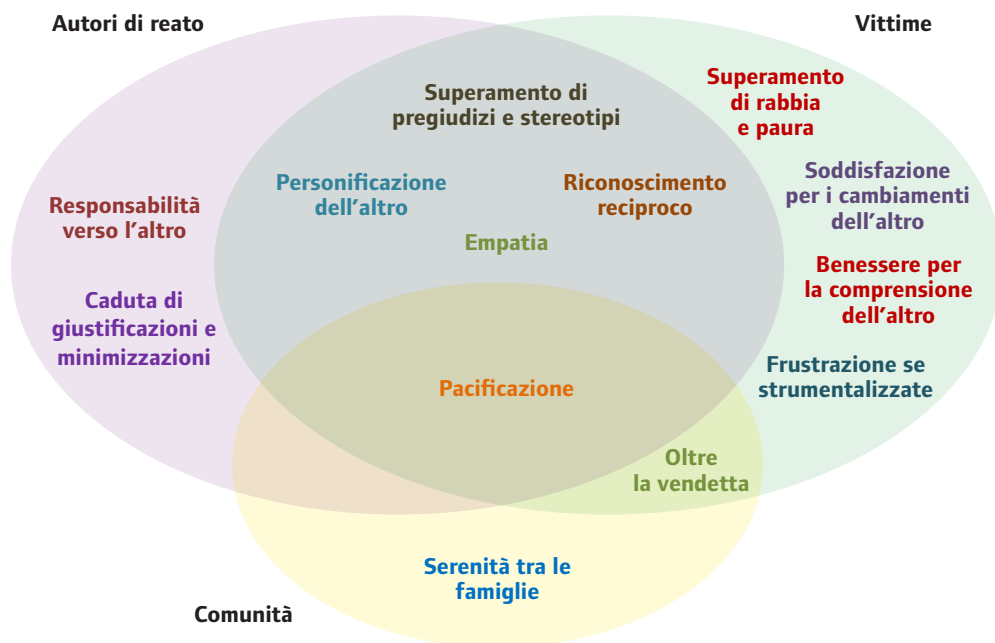 Autori di reato
Vittime
Superamento di
pregiudizi e stereotipi
Superamento
di rabbia
e paura
Personificazione
dell'altro
Riconoscimento
reciproco
Soddisfazione
per i cambiamenti
dell'altro
Responsabilità
verso l'altro
Empatia
Benessere per
la comprensione
dell'altro
Caduta di
giustificazioni e
minimizzazioni
Frustrazione se
strumentalizzate
Pacificazione
Oltre
la vendetta
Serenità tra le
famiglie
Comunità